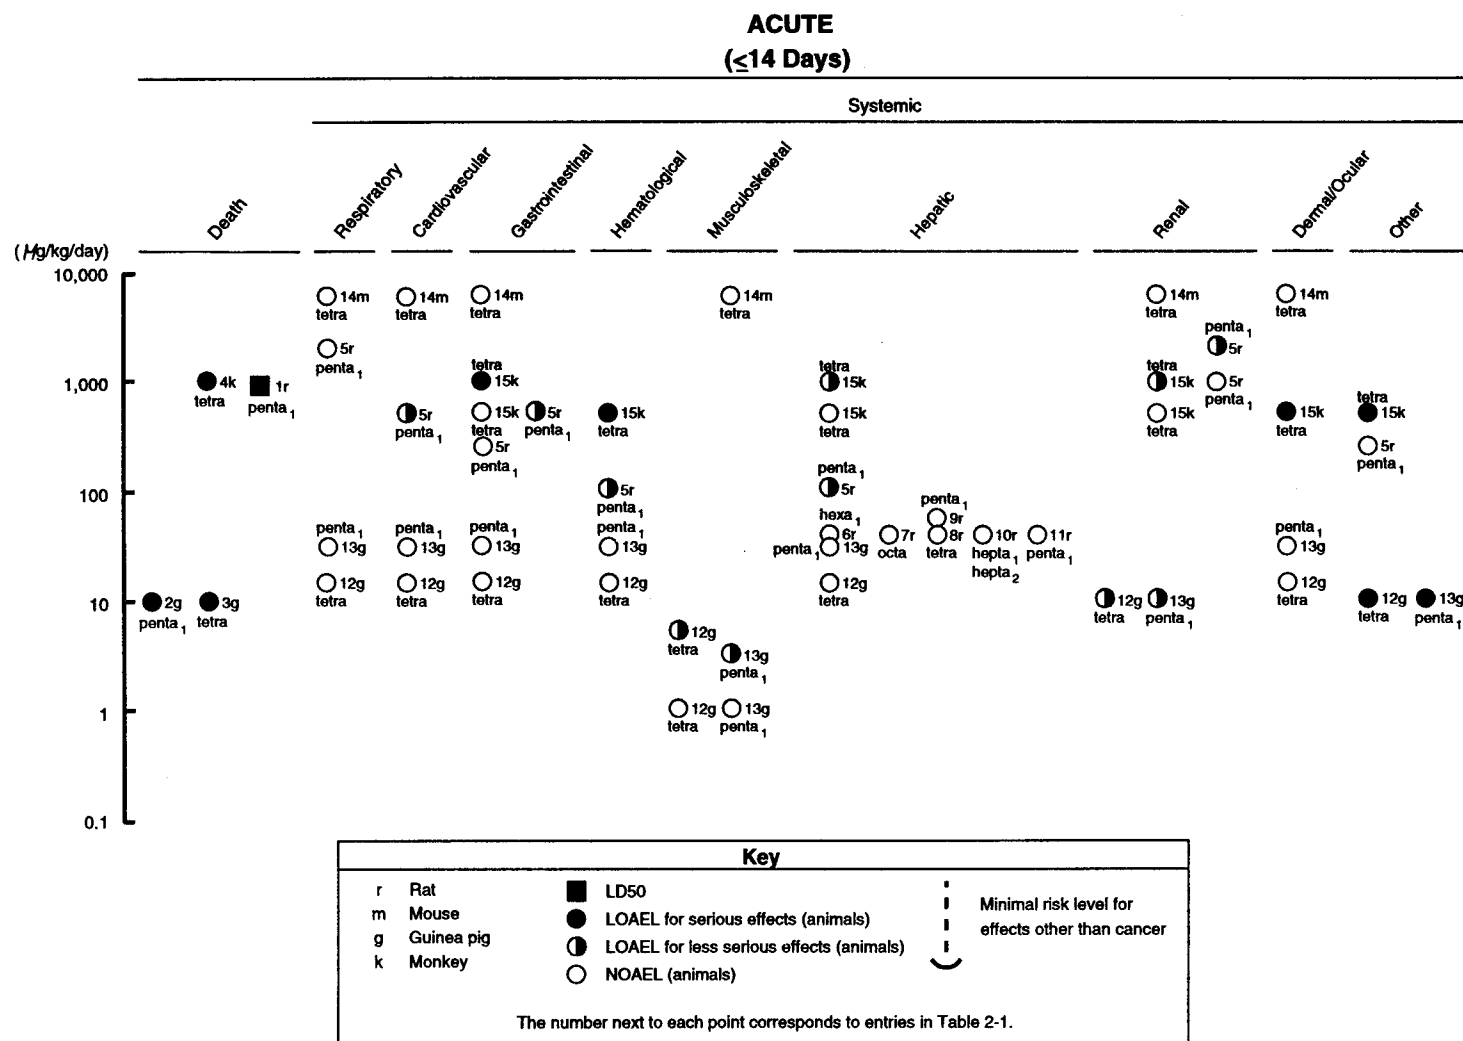 ACUTE
(≤14 Days)
Systemic
Death
Respiratory
Cardiovascular
Gastrointestinal
Hematological
Musculoskeletal
Hepatic
Renal
Dermal/Ocular
Other
(μg/kg/day)
10,000
1,000
100
10
1
0.1
4k
tetra
1r
penta1
2g
penta1
3g
tetra
14m
tetra
5r
penta1
penta1
13g
12g
tetra
14m
tetra
5r
penta1
penta1
13g
12g
tetra
14m
tetra
tetra
15k
15k
tetra
5r
penta1
5r
penta1
penta1
13g
12g
tetra
15k
tetra
5r
penta1
penta1
13g
12g
tetra
14m
tetra
12g
tetra
13g
penta1
12g
tetra
13g
penta1
tetra
15k
15k
tetra
penta1
5r
hexa1
6r
penta1
13g
12g
tetra
7r
octa
penta1
9r
8r
tetra
10r
hepta1
hepta2
11r
penta1
14m
tetra
penta1
5r
tetra
15k
5r
penta1
15k
tetra
12g
tetra
13g
penta1
14m
tetra
15k
tetra
penta1
13g
12g
tetra
tetra
15k
5r
penta1
12g
tetra
13g
penta1
Key
r Rat
m Mouse
g Guinea pig
k Monkey
LD50
LOAEL for serious effects (animals)
LOAEL for less serious effects (animals)
NOAEL (animals)
Minimal risk level for
effects other than cancer
The number next to each point corresponds to entries in Table 2-1.